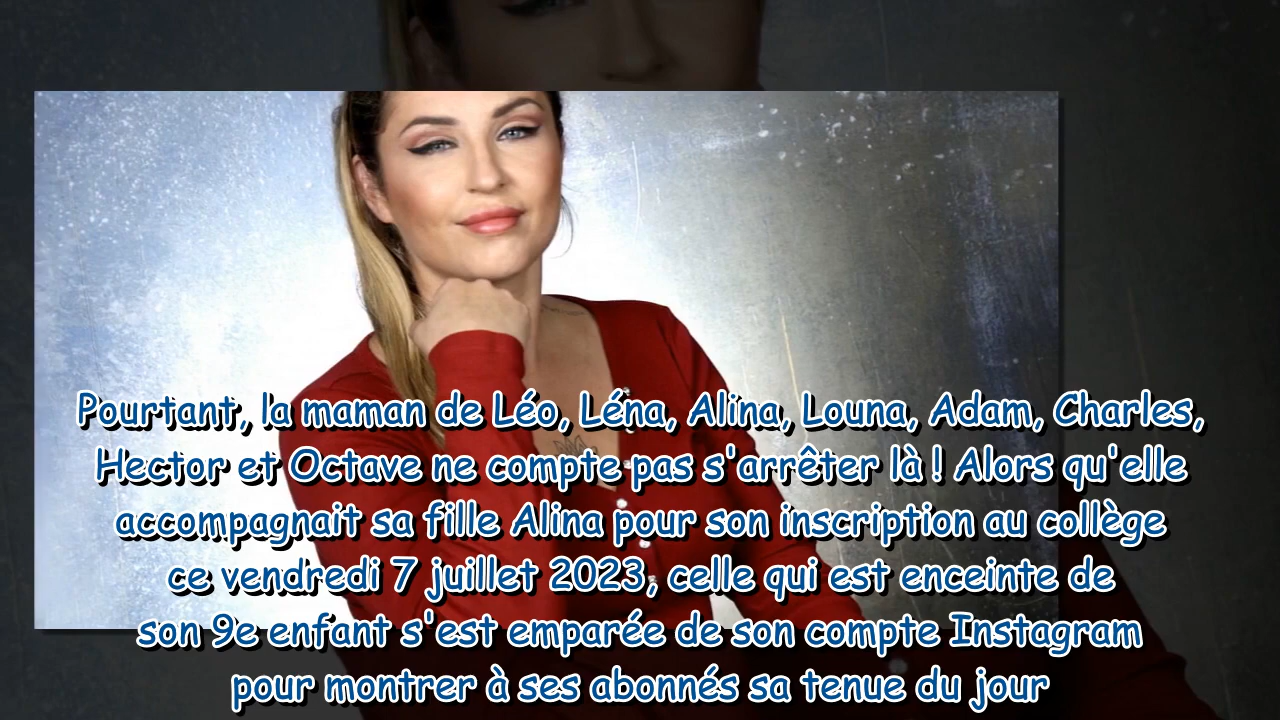 Pourtant, la maman de Léo, Léna, Alina, Louna, Adam, Charles,
Hector et Octave ne compte pas s'arrêter là ! Alors qu'elle
accompagnait sa fille Alina pour son inscription au collège
ce vendredi 7 juillet 2023, celle qui est enceinte de
son 9e enfant s'est emparée de son compte Instagram
pour montrer à ses abonnés sa tenue du jour